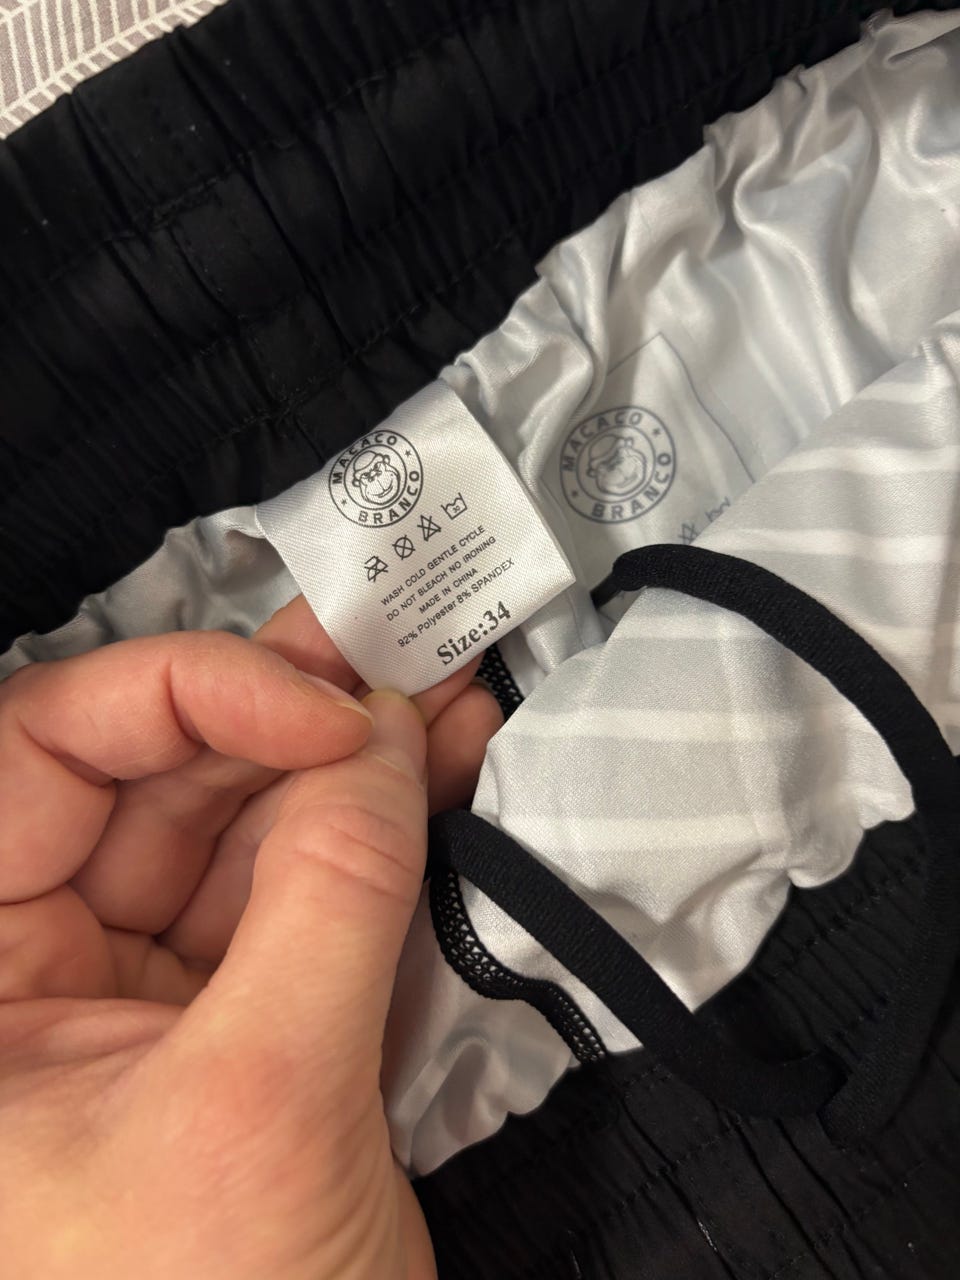 MACACO
BRANCO
30
WASH COLD GENTLE CYCLE
DO NOT BLEACH NO IRONING
MADE IN CHINA
92% Polyester 8% SPANDEX
Size:34
MACACO
BRANCO